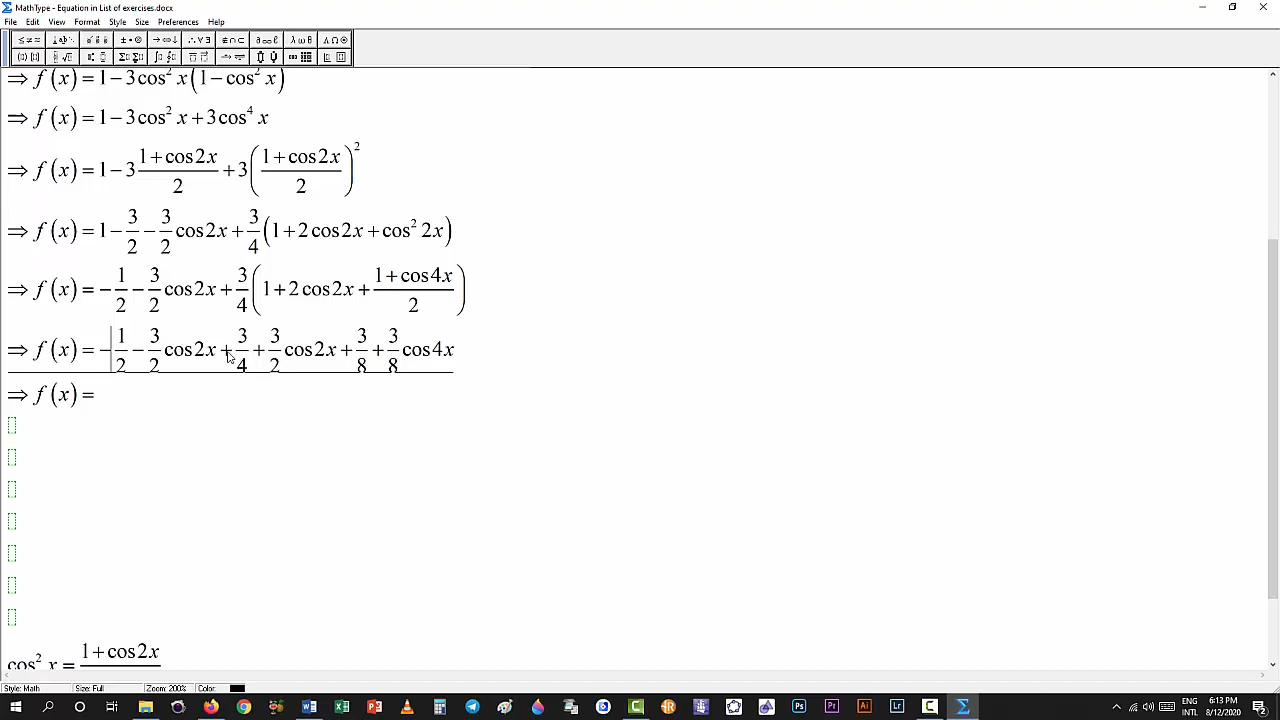 MathType - Equation in List of exercises.docx
File Edit View Format Style Size Preferences Help
⇒ f(x) = 1 − 3cos² x(1 − cos² x)
⇒ f(x) = 1 − 3cos² x + 3cos⁴ x
⇒ f(x) = 1 − 3 (1+cos2x)/2 + 3((1+cos2x)/2)²
⇒ f(x) = 1 − 3/2 − 3/2 cos2x + 3/4 (1 + 2cos2x + cos² 2x)
⇒ f(x) = − 1/2 − 3/2 cos2x + 3/4 (1 + 2cos2x + (1+cos4x)/2)
⇒ f(x) = − 1/2 − 3/2 cos2x + 3/4 + 3/2 cos2x + 3/8 + 3/8 cos4x
⇒ f(x) =
cos² x = 1+cos2x
Style: Math Size: Full Zoom: 200% Color:
ENG 6:13 PM
INTL 8/12/2020